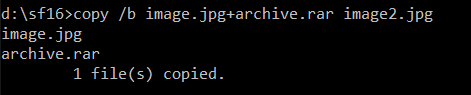 d:\sf16>copy /b image.jpg+archive.rar image2.jpg
image.jpg
archive.rar
        1 file(s) copied.